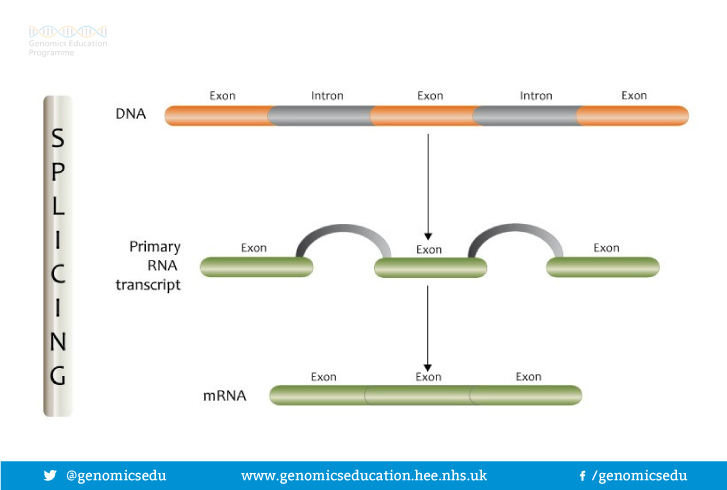 Genomics Education
Programme
SPLICING
Exon Intron Exon Intron Exon
DNA
Primary
RNA
transcript
Exon Exon Exon
mRNA
Exon Exon Exon
@genomicsedu www.genomicseducation.hee.nhs.uk /genomicsedu